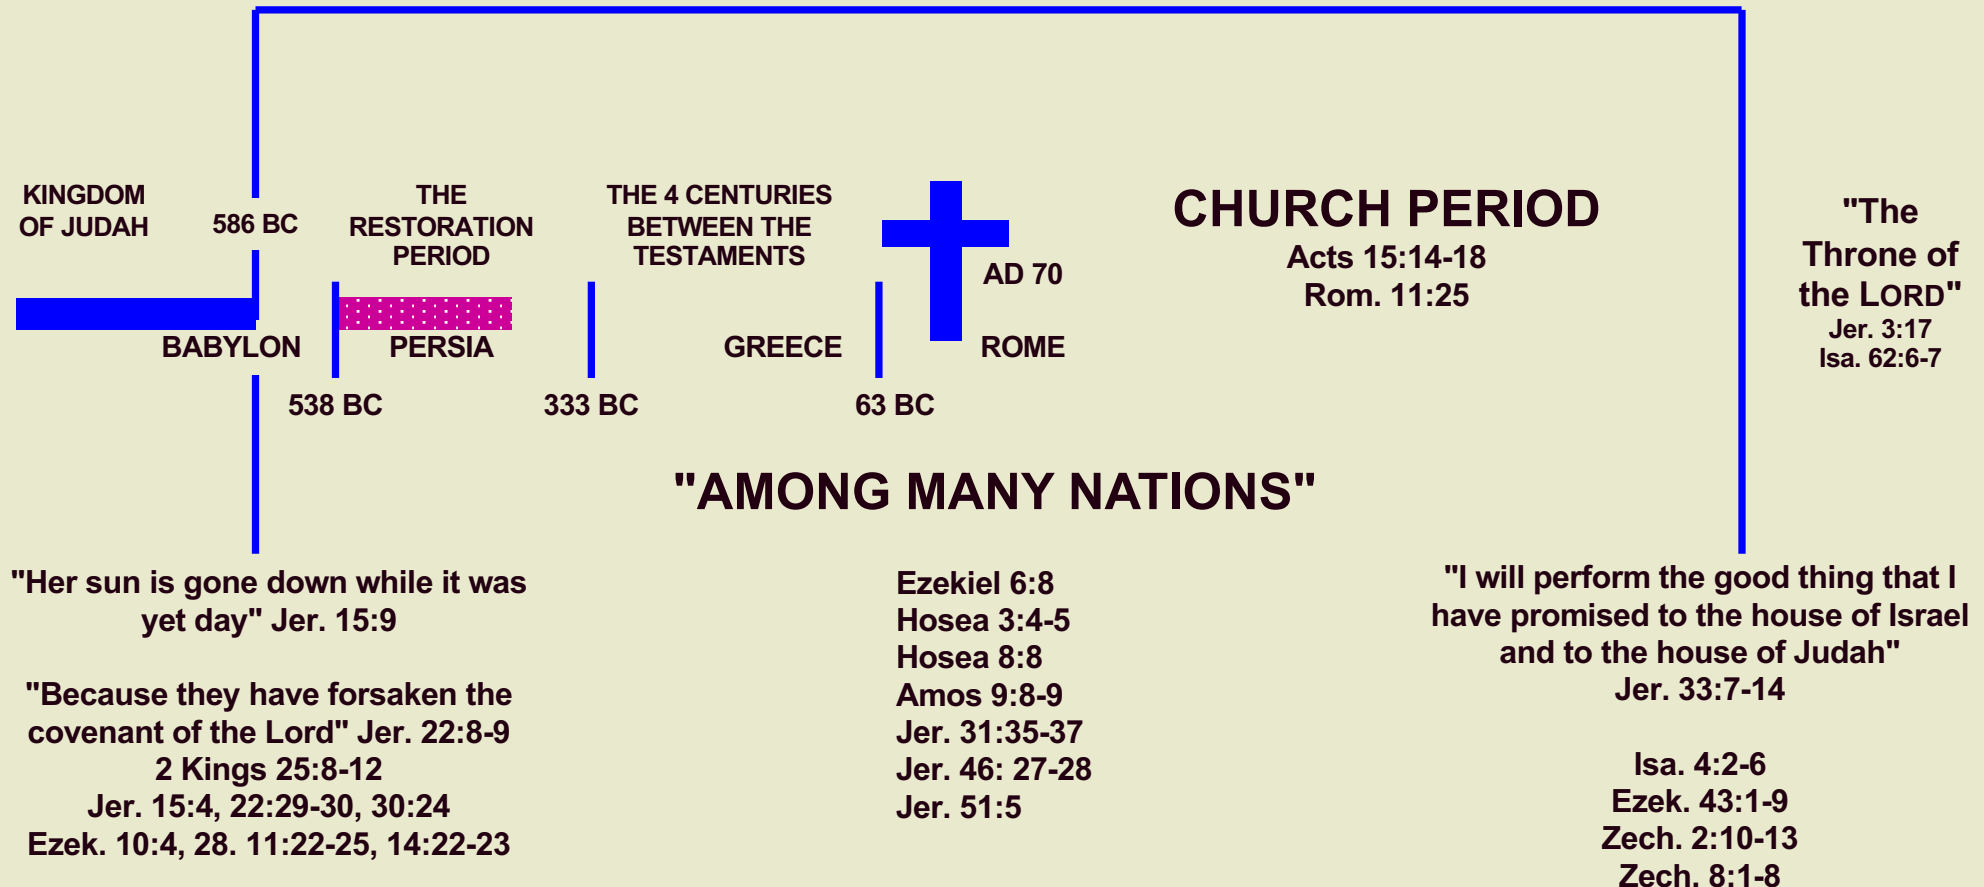 KINGDOM
OF JUDAH
586 BC
THE
RESTORATION
PERIOD
THE 4 CENTURIES
BETWEEN THE
TESTAMENTS
AD 70
CHURCH PERIOD
Acts 15:14-18
Rom. 11:25
"The
Throne of
the LORD"
Jer. 3:17
Isa. 62:6-7
BABYLON
PERSIA
GREECE
ROME
538 BC
333 BC
63 BC
"AMONG MANY NATIONS"
"Her sun is gone down while it was
yet day" Jer. 15:9
"Because they have forsaken the
covenant of the Lord" Jer. 22:8-9
2 Kings 25:8-12
Jer. 15:4, 22:29-30, 30:24
Ezek. 10:4, 28. 11:22-25, 14:22-23
Ezekiel 6:8
Hosea 3:4-5
Hosea 8:8
Amos 9:8-9
Jer. 31:35-37
Jer. 46: 27-28
Jer. 51:5
"I will perform the good thing that I
have promised to the house of Israel
and to the house of Judah"
Jer. 33:7-14
Isa. 4:2-6
Ezek. 43:1-9
Zech. 2:10-13
Zech. 8:1-8